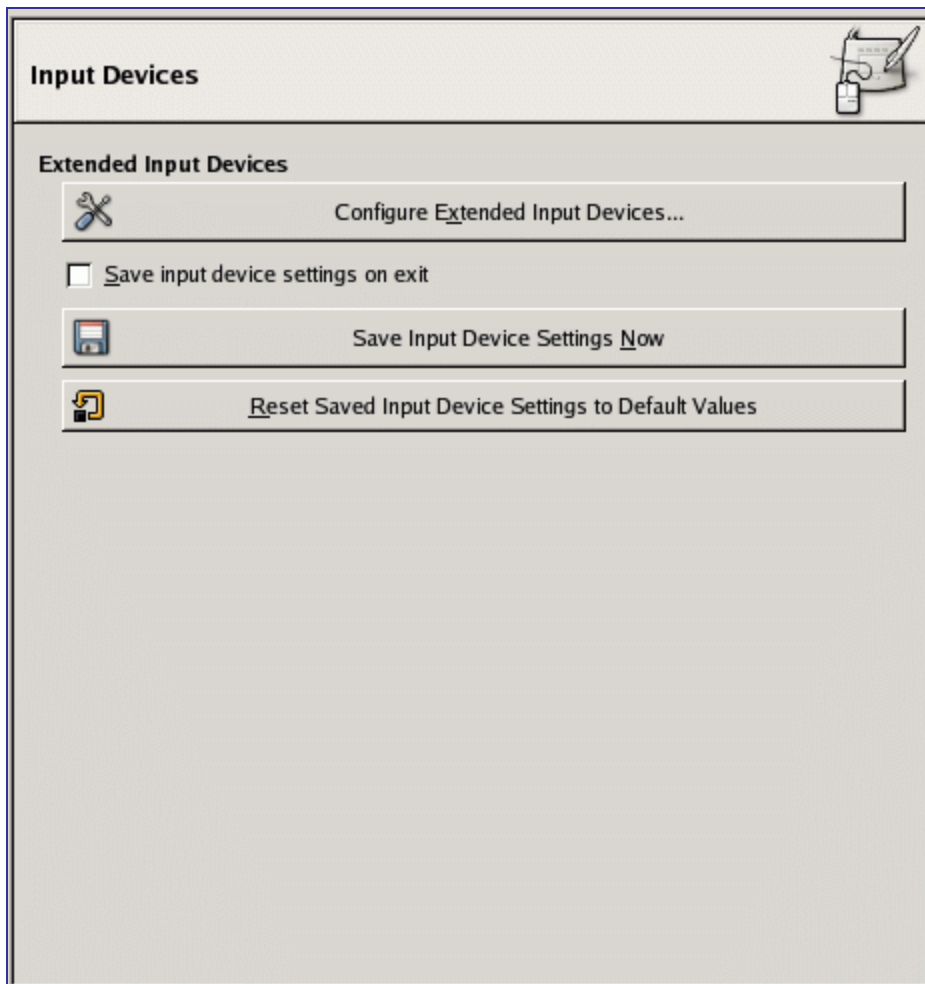 Input Devices
Extended Input Devices
Configure Extended Input Devices...
Save input device settings on exit
Save Input Device Settings Now
Reset Saved Input Device Settings to Default Values